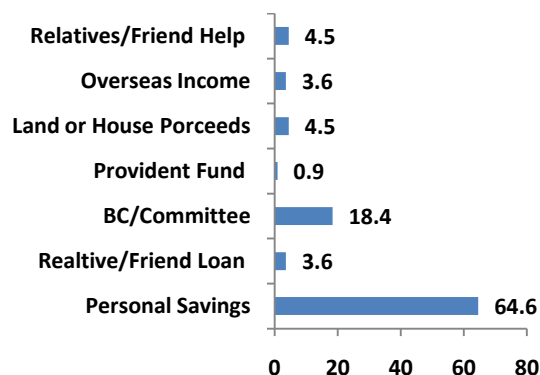 Relatives/Friend Help 4.5
Overseas Income 3.6
Land or House Porceeds 4.5
Provident Fund 0.9
BC/Committee 18.4
Realtive/Friend Loan 3.6
Personal Savings 64.6
0 20 40 60 80